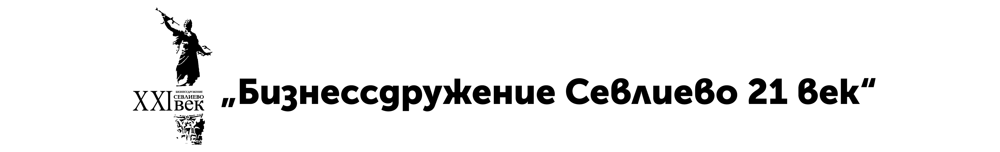 XXI
БИЗНЕССДРУЖЕНИЕ
СЕВЛИЕВО
век
„Бизнессдружение Севлиево 21 век“